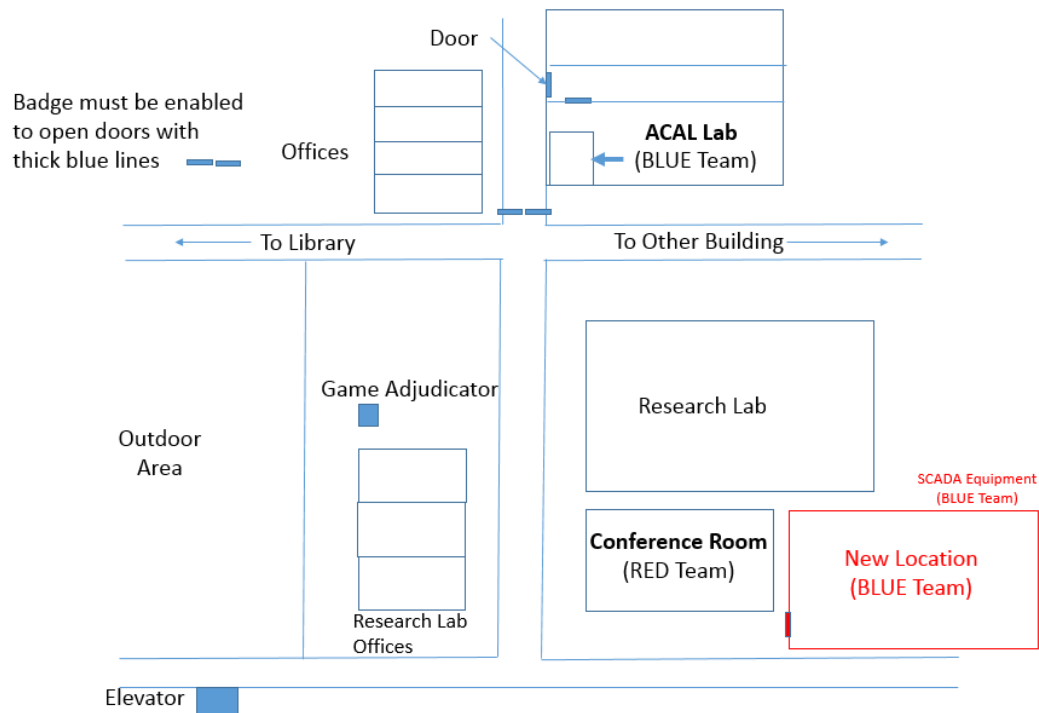 Door
Badge must be enabled
to open doors with
thick blue lines
Offices
ACAL Lab
(BLUE Team)
To Library
To Other Building
Game Adjudicator
Research Lab
Outdoor
Area
SCADA Equipment
(BLUE Team)
Conference Room
(RED Team)
New Location
(BLUE Team)
Research Lab
Offices
Elevator